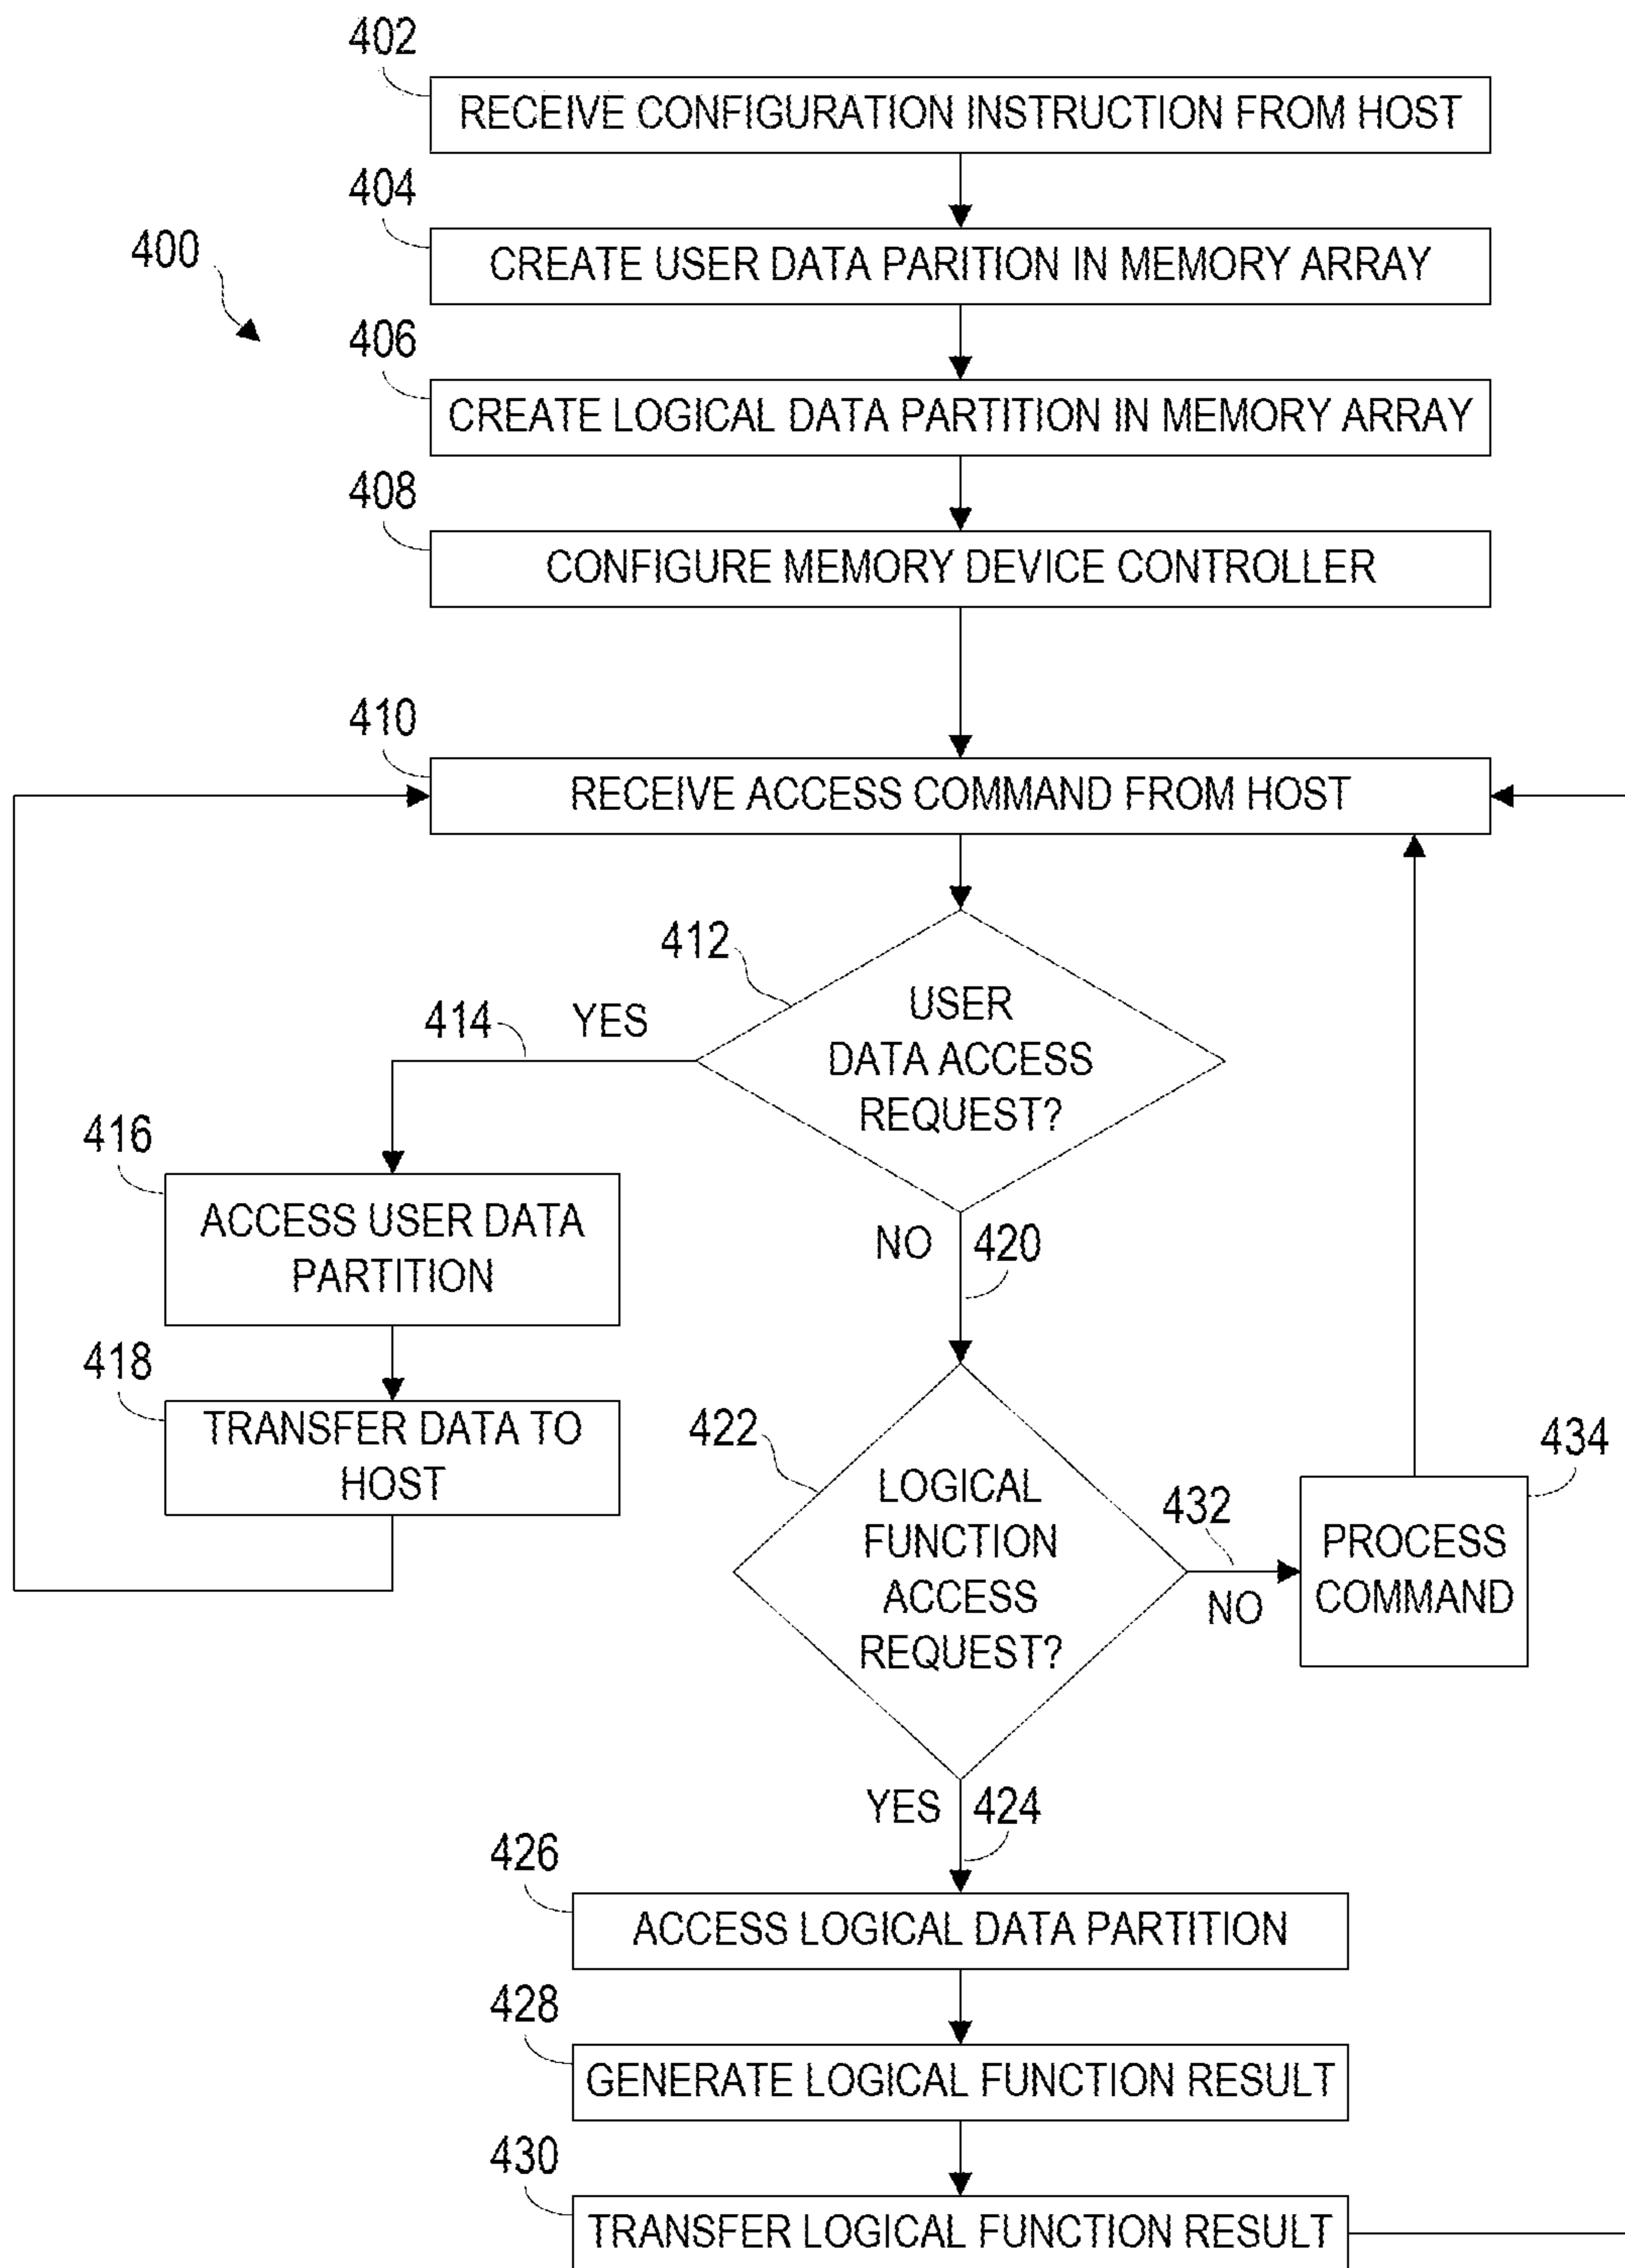 402
RECEIVE CONFIGURATION INSTRUCTION FROM HOST
404
400
CREATE USER DATA PARITION IN MEMORY ARRAY
406
CREATE LOGICAL DATA PARTITION IN MEMORY ARRAY
408
CONFIGURE MEMORY DEVICE CONTROLLER
410
RECEIVE ACCESS COMMAND FROM HOST
412
USER
DATA ACCESS
REQUEST?
414
YES
416
ACCESS USER DATA
PARTITION
418
TRANSFER DATA TO
HOST
NO
420
422
LOGICAL
FUNCTION
ACCESS
REQUEST?
432
NO
434
PROCESS
COMMAND
YES
424
426
ACCESS LOGICAL DATA PARTITION
428
GENERATE LOGICAL FUNCTION RESULT
430
TRANSFER LOGICAL FUNCTION RESULT